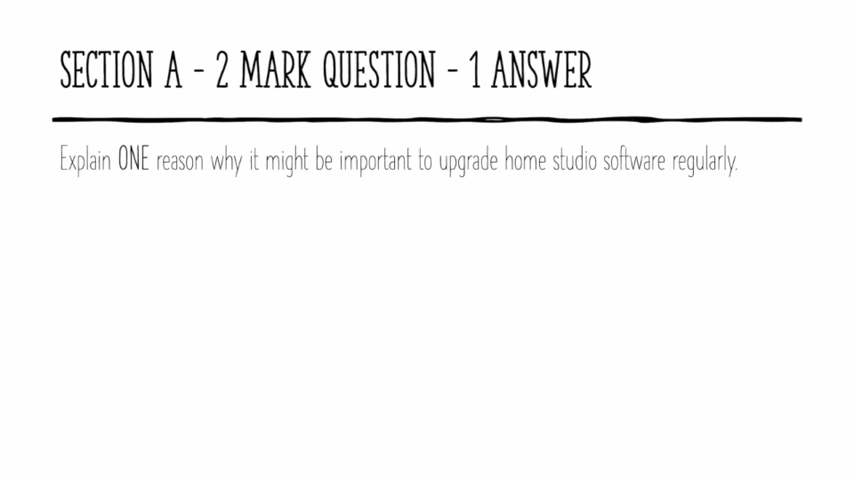 SECTION A - 2 MARK QUESTION - 1 ANSWER
Explain ONE reason why it might be important to upgrade home studio software regularly.